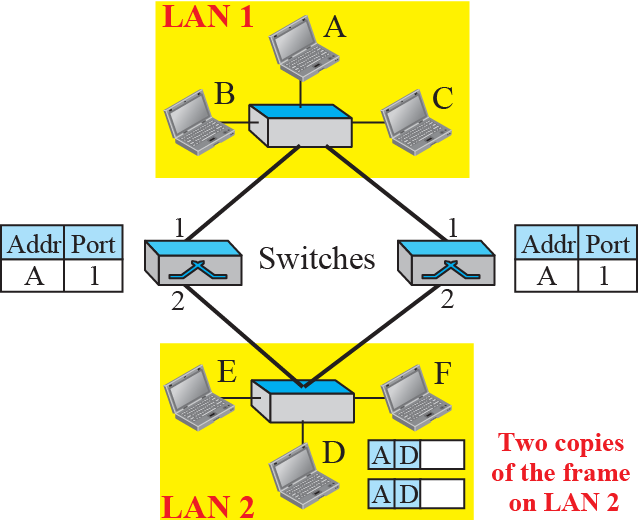 LAN 1
A
B
C
1
1
Addr Port
A 1
Switches
Addr Port
A 1
2
2
E
F
D
A D
A D
Two copies
of the frame
on LAN 2
LAN 2